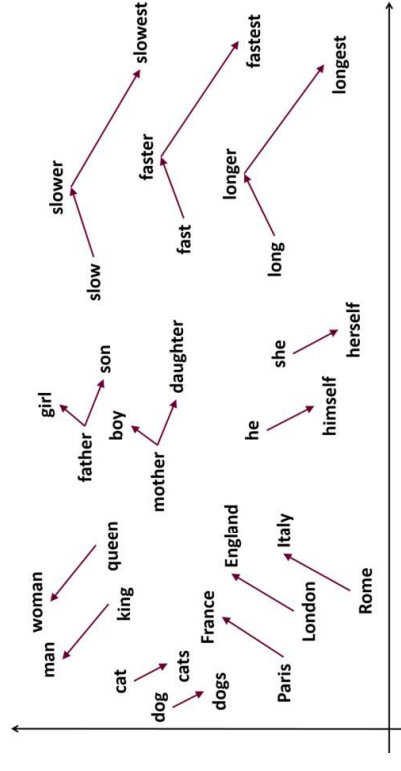 man
woman
king
queen
cat
cats
dog
dogs
France
England
Italy
Paris
London
Rome
girl
father
son
boy
mother
daughter
he
himself
she
herself
slow
slower
slowest
fast
faster
fastest
long
longer
longest